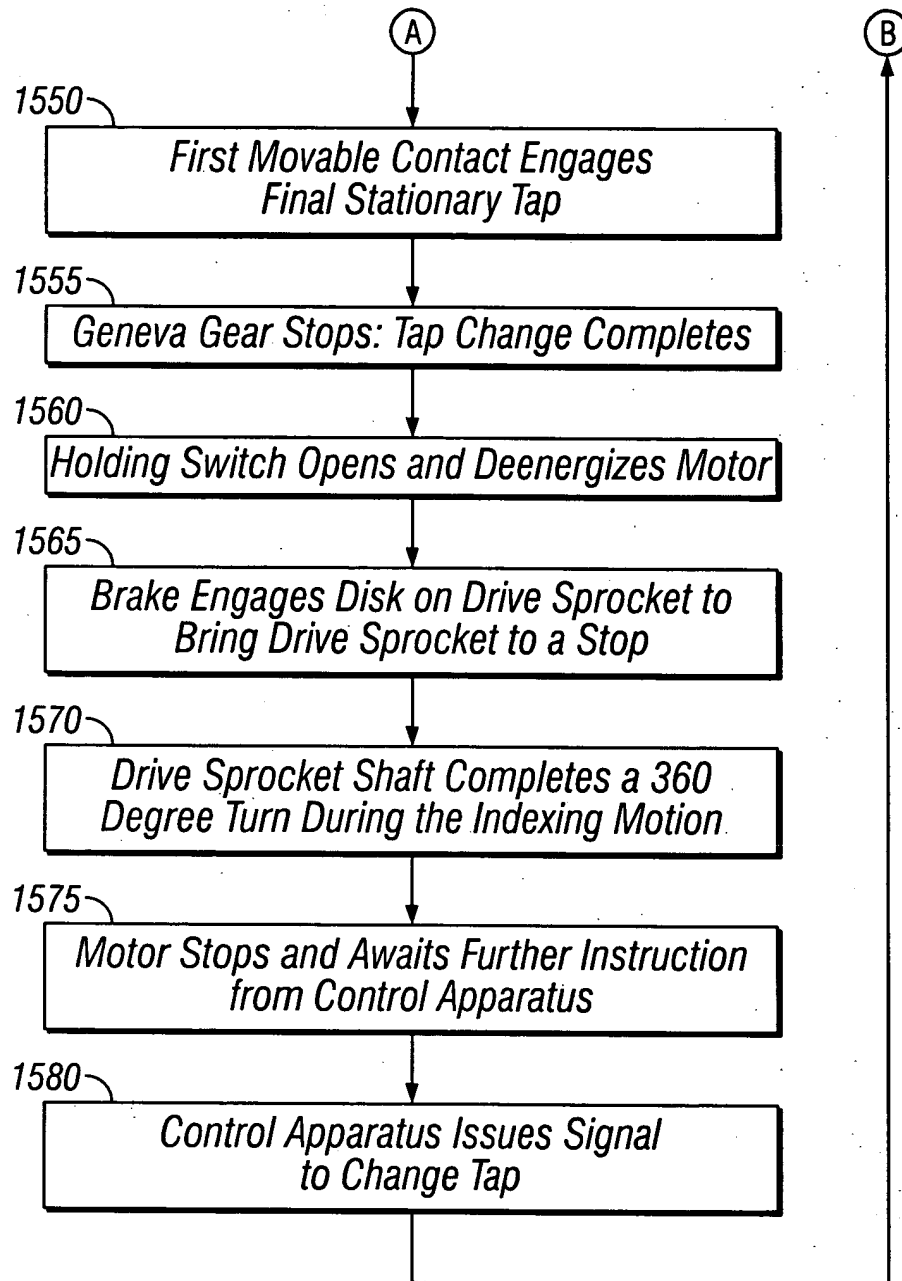 A
B
1550
First Movable Contact Engages
Final Stationary Tap
1555
Geneva Gear Stops: Tap Change Completes
1560
Holding Switch Opens and Deenergizes Motor
1565
Brake Engages Disk on Drive Sprocket to
Bring Drive Sprocket to a Stop
1570
Drive Sprocket Shaft Completes a 360
Degree Turn During the Indexing Motion
1575
Motor Stops and Awaits Further Instruction
from Control Apparatus
1580
Control Apparatus Issues Signal
to Change Tap